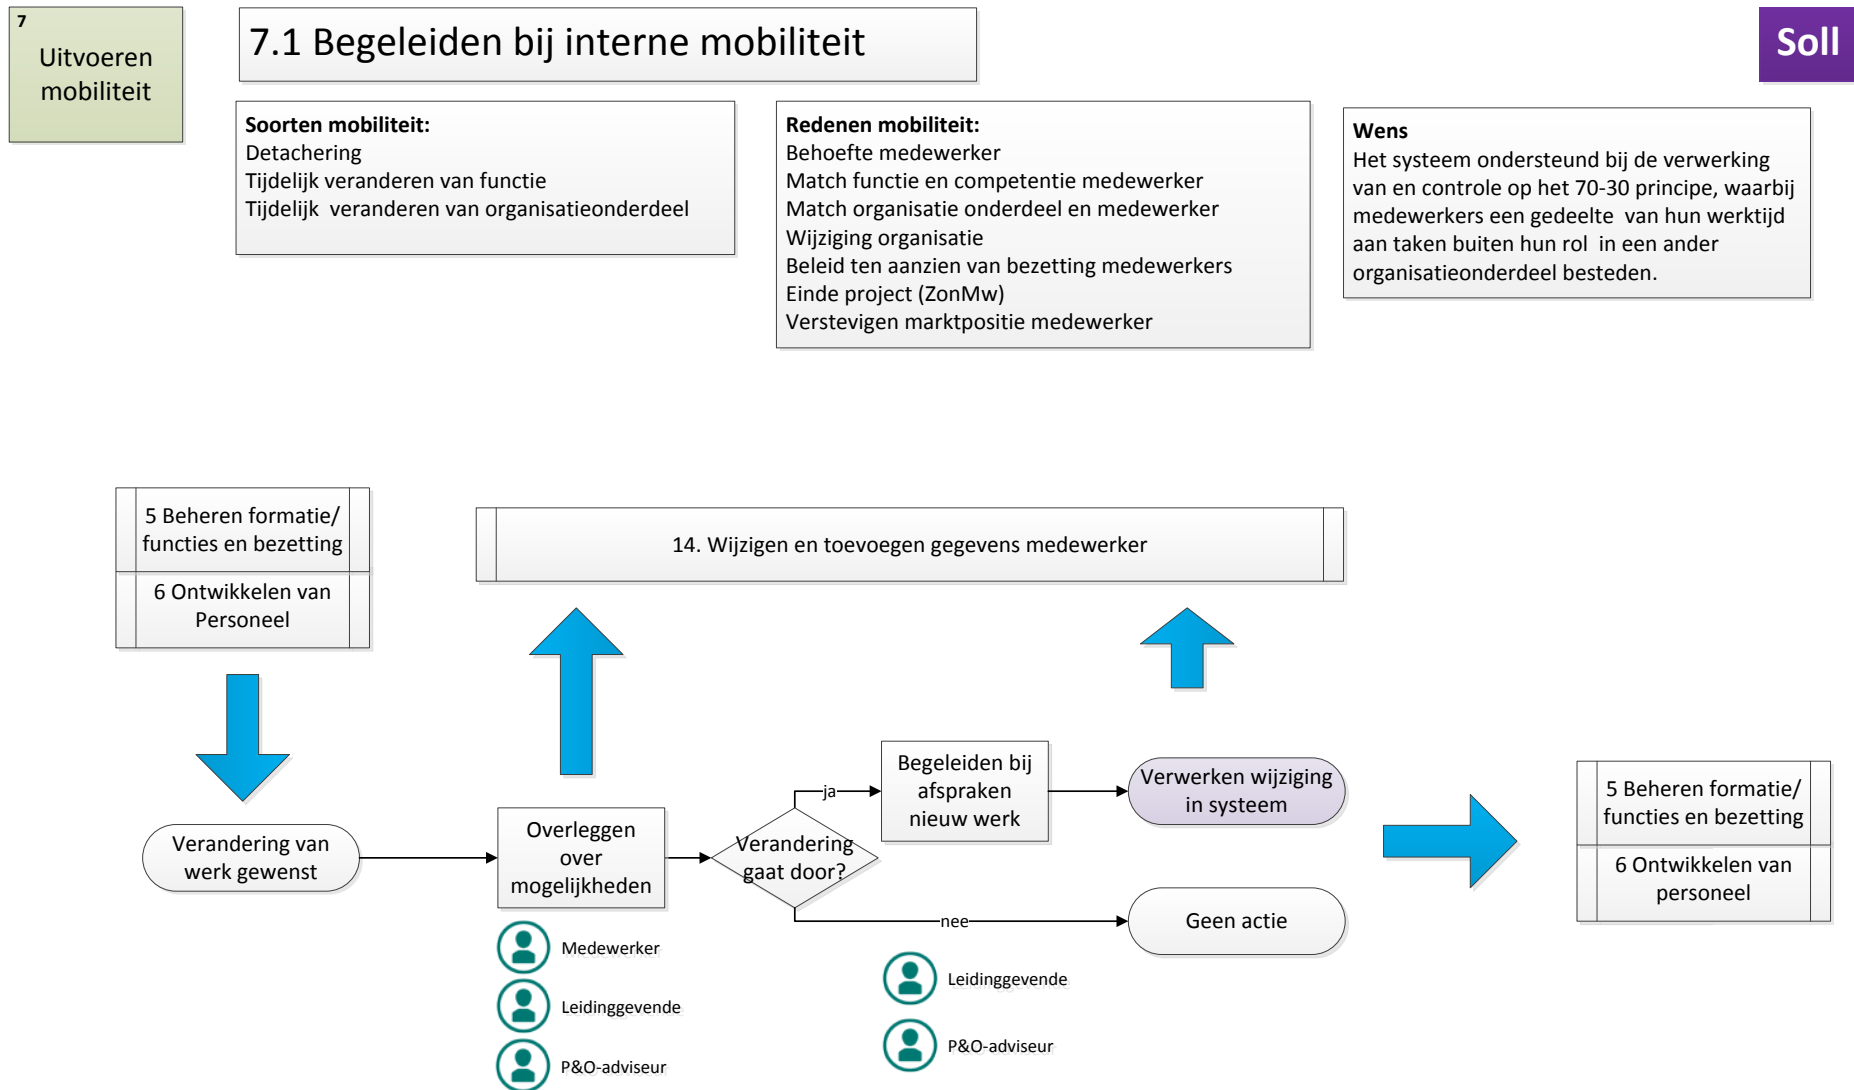 7
Uitvoeren
mobiliteit
7.1 Begeleiden bij interne mobiliteit
Soll
Soorten mobiliteit:
Detachering
Tijdelijk veranderen van functie
Tijdelijk  veranderen van organisatieonderdeel
Redenen mobiliteit:
Behoefte medewerker
Match functie en competentie medewerker
Match organisatie onderdeel en medewerker
Wijziging organisatie
Beleid ten aanzien van bezetting medewerkers
Einde project (ZonMw)
Verstevigen marktpositie medewerker
Wens
Het systeem ondersteund bij de verwerking
van en controle op het 70-30 principe, waarbij
medewerkers een gedeelte  van hun werktijd
aan taken buiten hun rol  in een ander
organisatieonderdeel besteden.
5 Beheren formatie/
functies en bezetting
6 Ontwikkelen van
Personeel
14. Wijzigen en toevoegen gegevens medewerker
Verandering van
werk gewenst
Overleggen
over
mogelijkheden
Verandering
gaat door?
ja
Begeleiden bij
afspraken
nieuw werk
Verwerken wijziging
in systeem
nee
Geen actie
5 Beheren formatie/
functies en bezetting
6 Ontwikkelen van
personeel
Medewerker
Leidinggevende
P&O-adviseur
Leidinggevende
P&O-adviseur